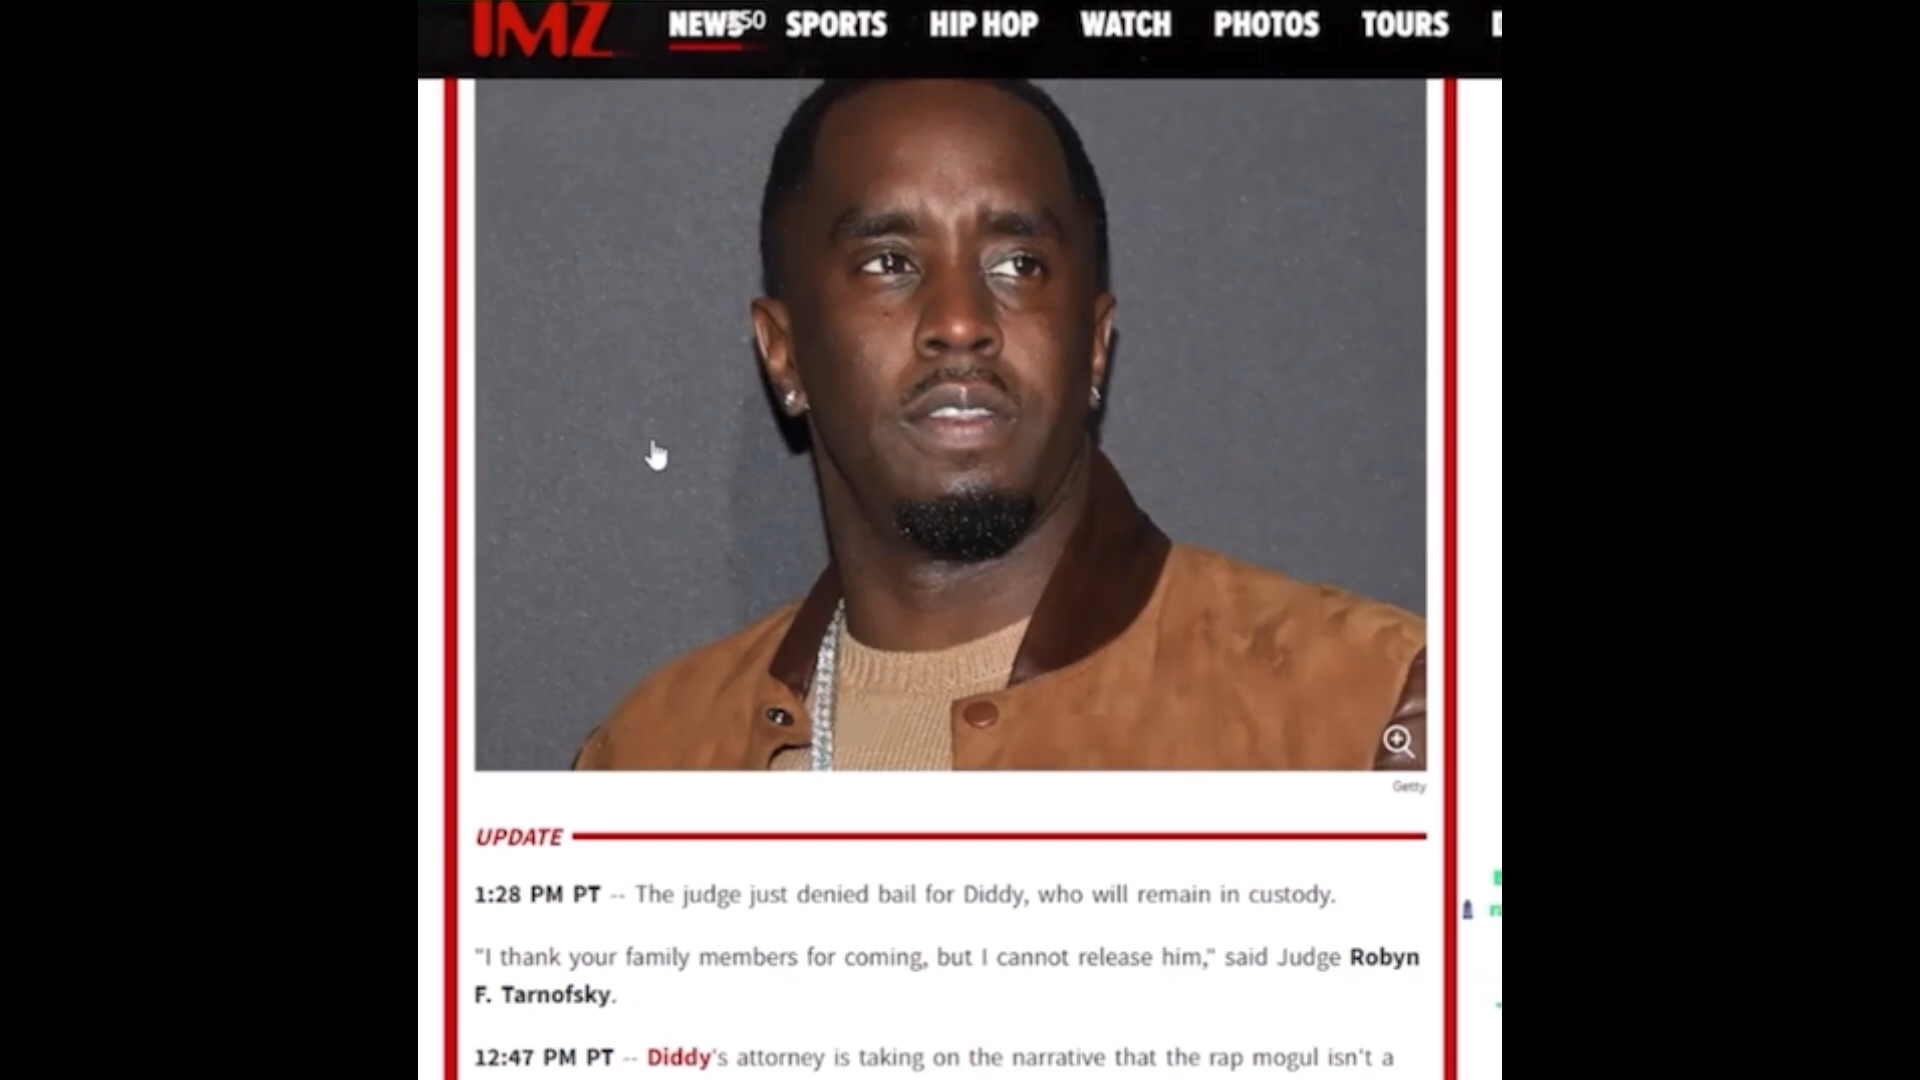 TMZ
NEWS SPORTS HIP HOP WATCH PHOTOS TOURS
Getty
UPDATE
1:28 PM PT -- The judge just denied bail for Diddy, who will remain in custody.
"I thank your family members for coming, but I cannot release him," said Judge Robyn
F. Tarnofsky.
12:47 PM PT -- Diddy's attorney is taking on the narrative that the rap mogul isn't a